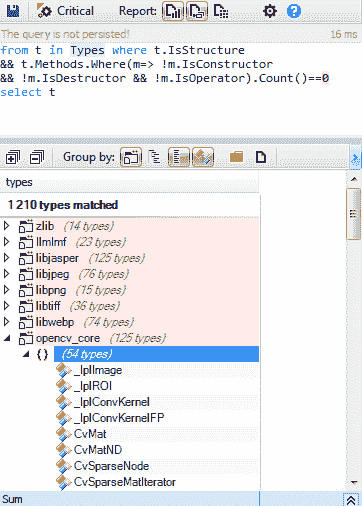 Critical Report:
The query is not persisted! 16 ms
from t in Types where t.IsStructure
&& t.Methods.Where(m=> !m.IsConstructor
&& !m.IsDestructor && !m.IsOperator).Count()==0
select t
Group by:
types
1 210 types matched
zlib (14 types)
llmlmf (23 types)
libjasper (125 types)
libjpeg (76 types)
libpng (15 types)
libtiff (36 types)
libwebp (74 types)
opencv_core (125 types)
{} (54 types)
_IplImage
_IplROI
_IplConvKernel
_IplConvKernelFP
CvMat
CvMatND
CvSparseNode
CvSparseMatIterator
Sum